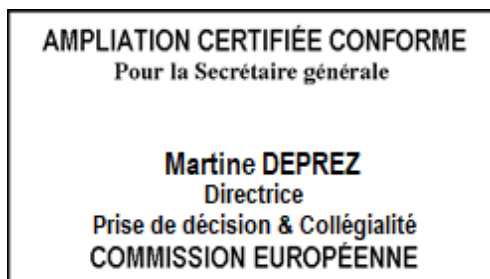 AMPLIATION CERTIFIÉE CONFORME
Pour la Secrétaire générale
Martine DEPREZ
Directrice
Prise de décision & Collégialité
COMMISSION EUROPÉENNE